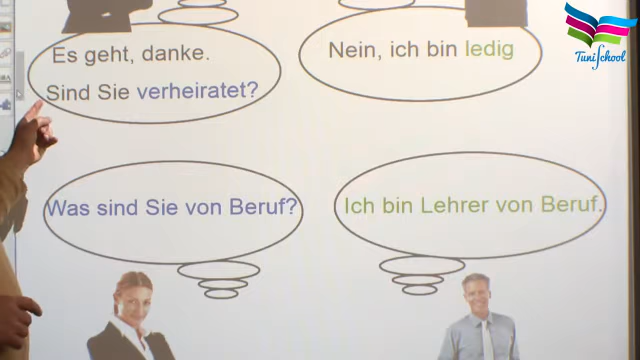 Es geht, danke.
Sind Sie verheiratet?
Nein, ich bin ledig
Was sind Sie von Beruf?
Ich bin Lehrer von Beruf.
TuniSchool